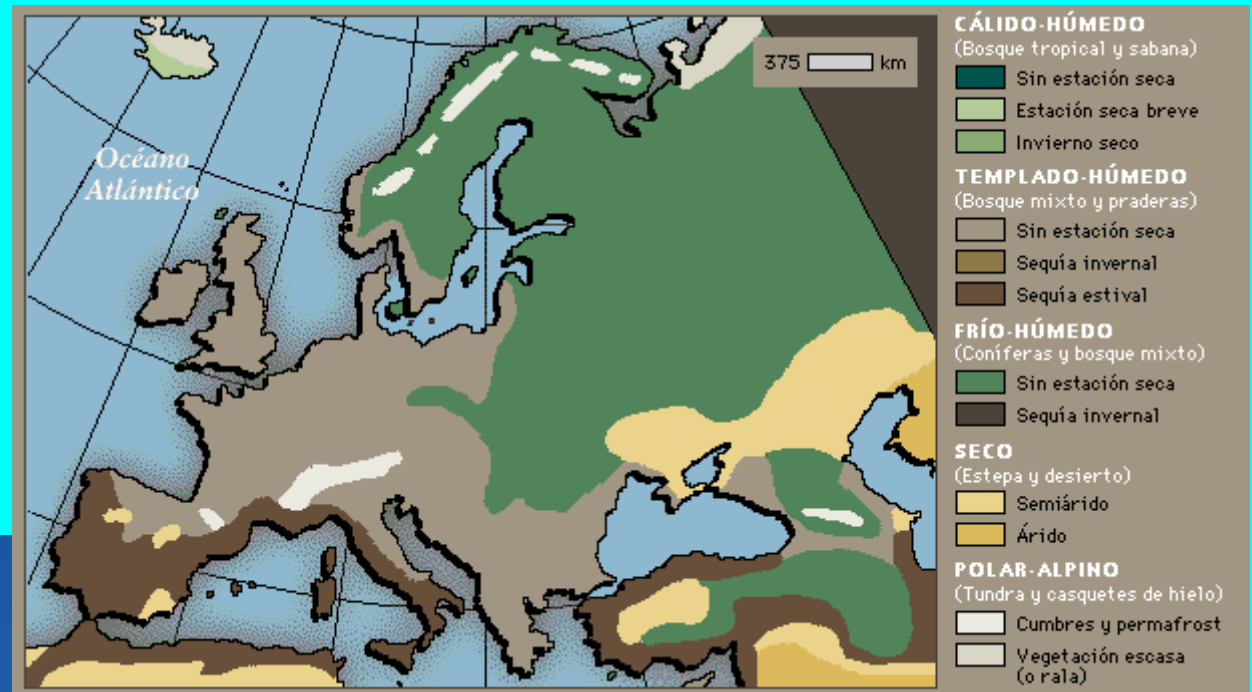 375 km
Océano
Atlántico
CÁLIDO-HÚMEDO
(Bosque tropical y sabana)
Sin estación seca
Estación seca breve
Invierno seco
TEMPLADO-HÚMEDO
(Bosque mixto y praderas)
Sin estación seca
Sequía invernal
Sequía estival
FRÍO-HÚMEDO
(Coníferas y bosque mixto)
Sin estación seca
Sequía invernal
SECO
(Estepa y desierto)
Semiárido
Árido
POLAR-ALPINO
(Tundra y casquetes de hielo)
Cumbres y permafrost
Vegetación escasa
(o rala)